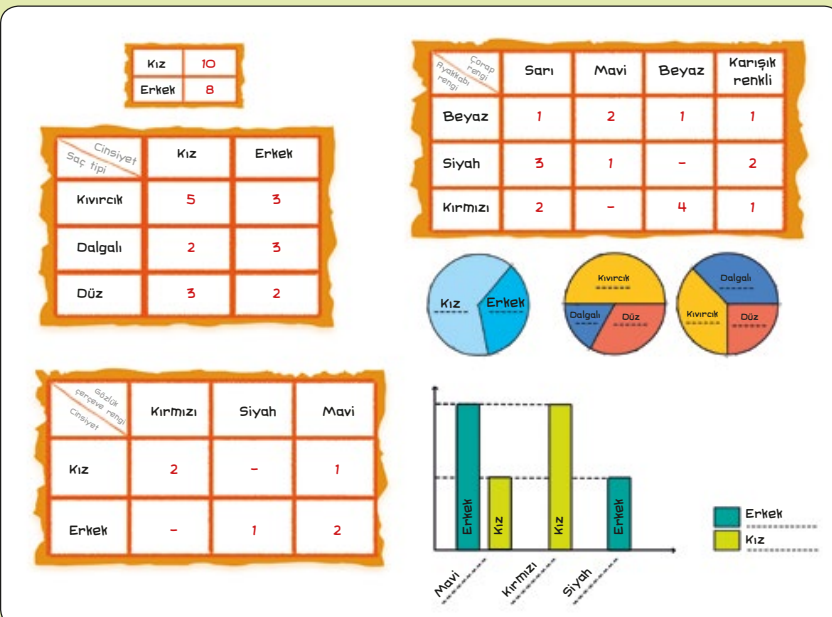 Kız 10
Erkek 8
Cinsiyet
Saç tipi
Kız Erkek
Kıvırcık 5 3
Dalgalı 2 3
Düz 3 2
Çorap rengi
Ayakkabı rengi
Sarı Mavi Beyaz Karışık renkli
Beyaz 1 2 1 1
Siyah 3 1 - 2
Kırmızı 2 - 4 1
Kız Erkek
Kıvırcık
Dalgalı Düz
Dalgalı
Kıvırcık Düz
Gözlük çerçeve rengi
Cinsiyet
Kırmızı Siyah Mavi
Kız 2 - 1
Erkek - 1 2
Erkek Kız Kız Erkek
Mavi Kırmızı Siyah
Erkek
Kız